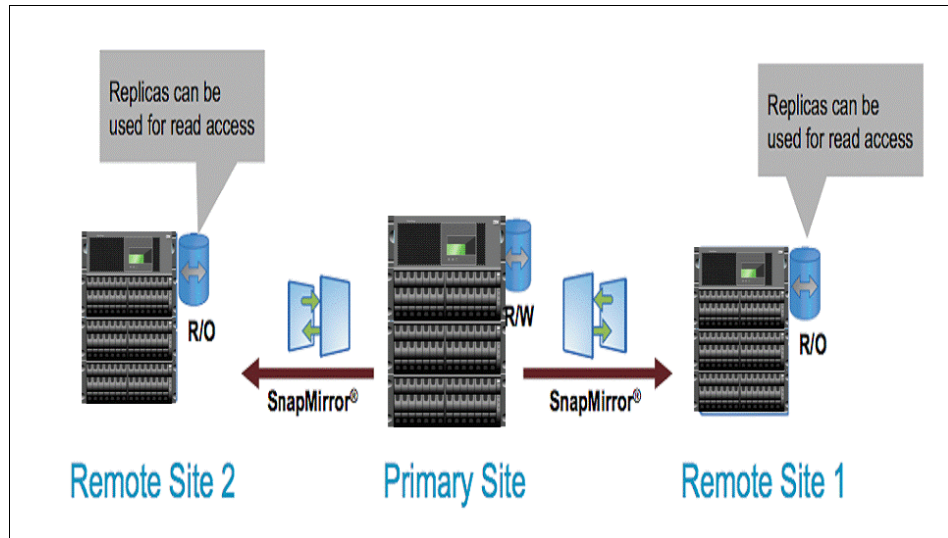 Replicas can be
used for read access
Replicas can be
used for read access
R/O
R/W
R/O
SnapMirror®
SnapMirror®
Remote Site 2
Primary Site
Remote Site 1